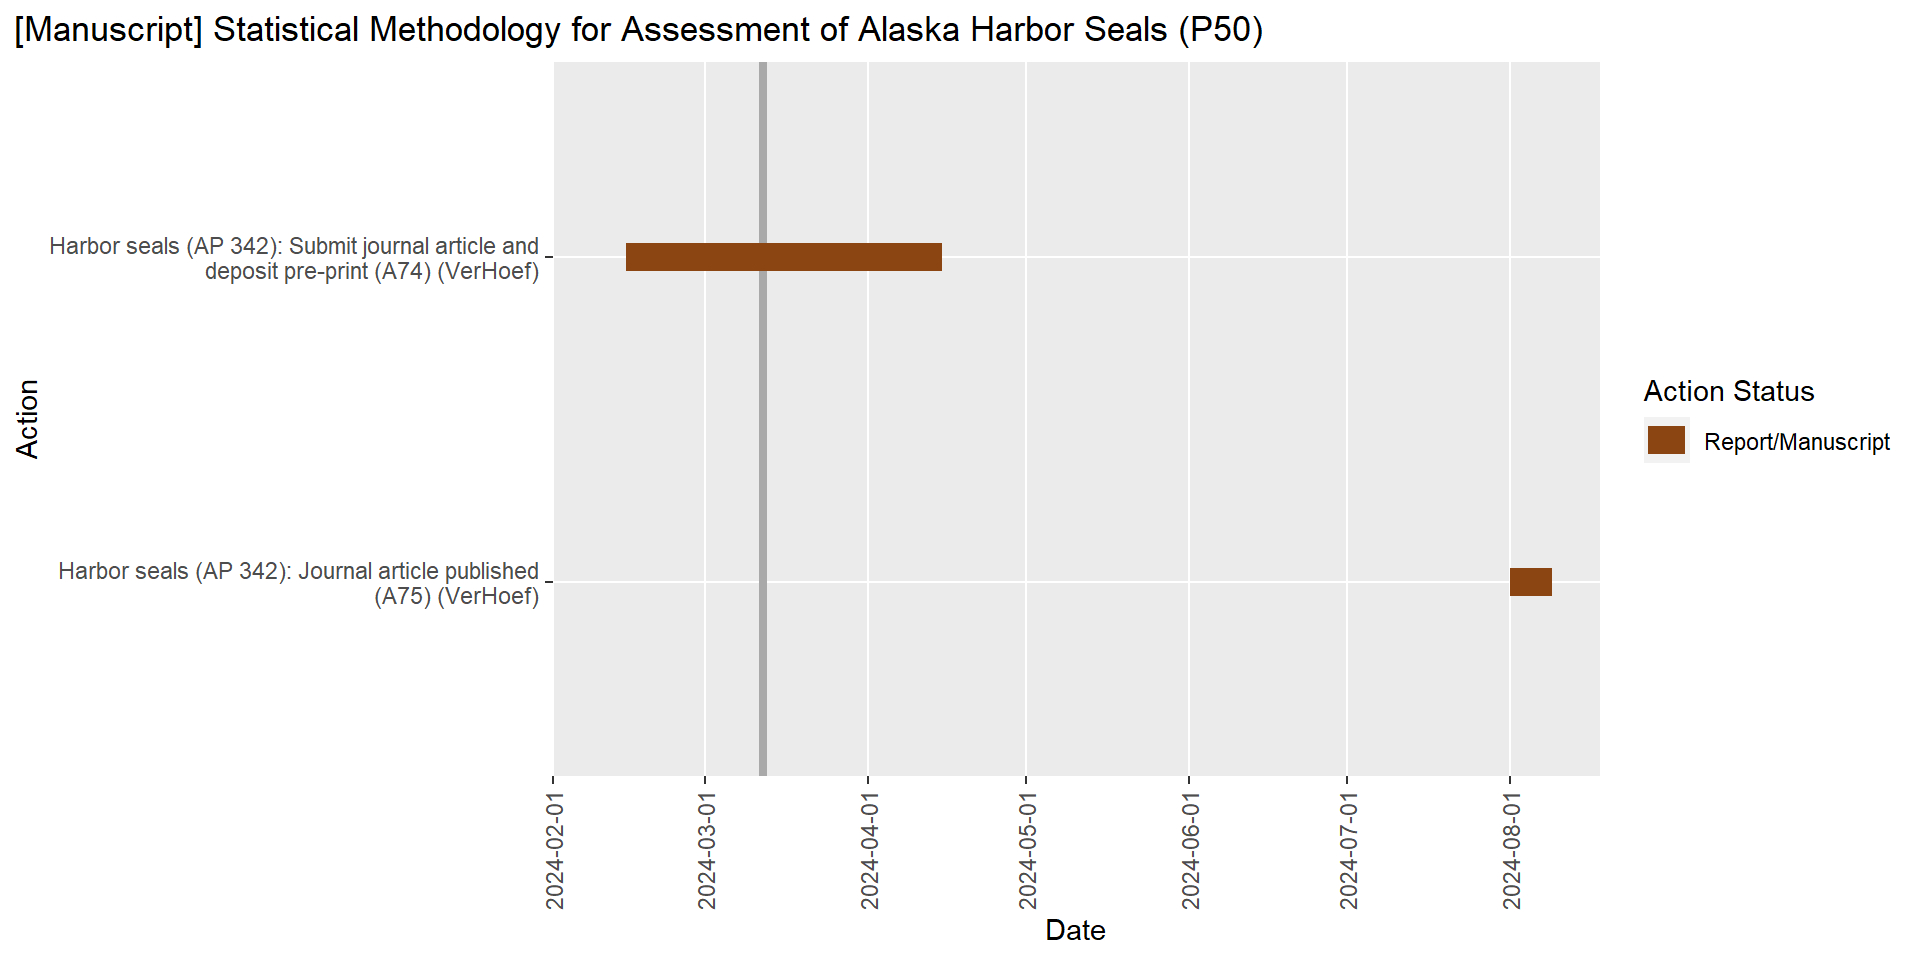 [Manuscript] Statistical Methodology for Assessment of Alaska Harbor Seals (P50)
Action
Harbor seals (AP 342): Submit journal article and
deposit pre-print (A74) (VerHoef)
Harbor seals (AP 342): Journal article published
(A75) (VerHoef)
2024-02-01
2024-03-01
2024-04-01
2024-05-01
2024-06-01
2024-07-01
2024-08-01
Date
Action Status
Report/Manuscript